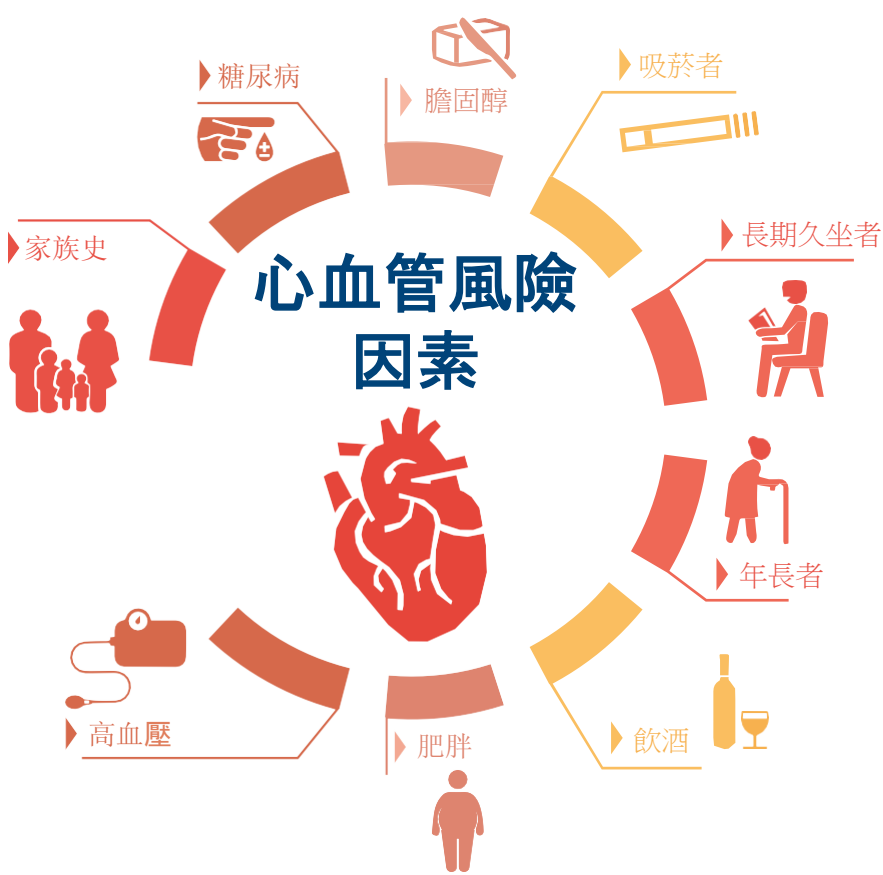 心血管風險
因素
膽固醇
吸菸者
長期久坐者
年長者
飲酒
肥胖
高血壓
家族史
糖尿病